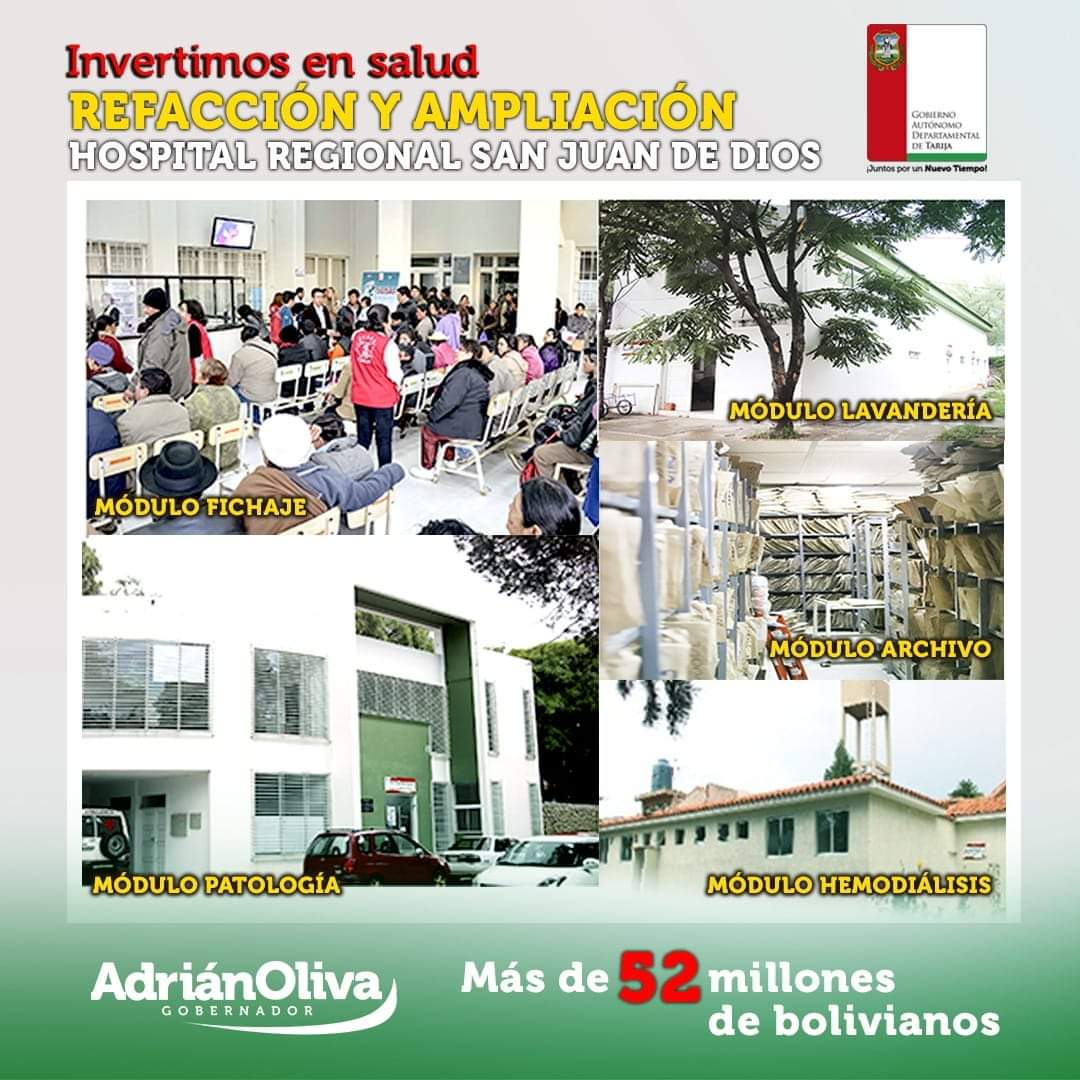 Invertimos en salud
REFACCIÓN Y AMPLIACIÓN
HOSPITAL REGIONAL SAN JUAN DE DIOS
GOBIERNO
AUTÓNOMO
DEPARTAMENTAL
DE TARIJA
¡Juntos por un Nuevo Tiempo!
MÓDULO FICHAJE
MÓDULO LAVANDERÍA
MÓDULO ARCHIVO
MÓDULO PATOLOGÍA
MÓDULO HEMODIÁLISIS
AdriánOliva
GOBERNADOR
Más de 52 millones
de bolivianos